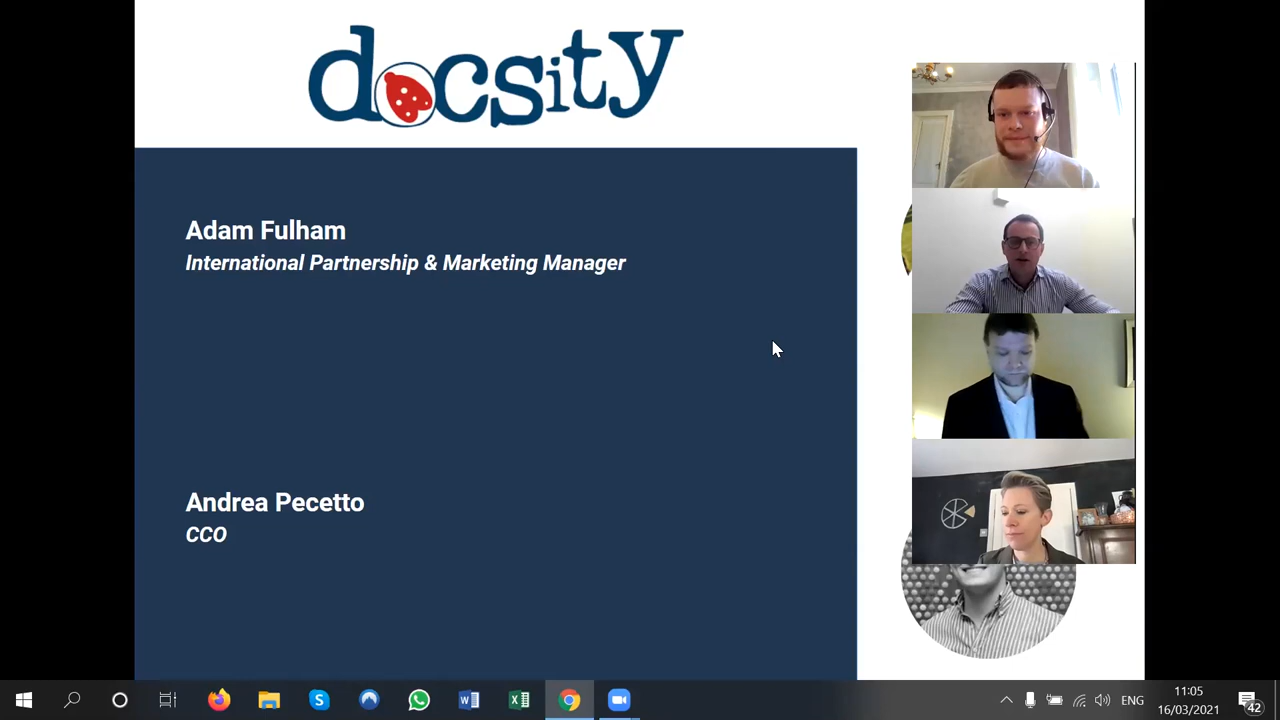 docsity
Adam Fulham
International Partnership & Marketing Manager
Andrea Pecetto
CCO
ENG
11:05
16/03/2021
42